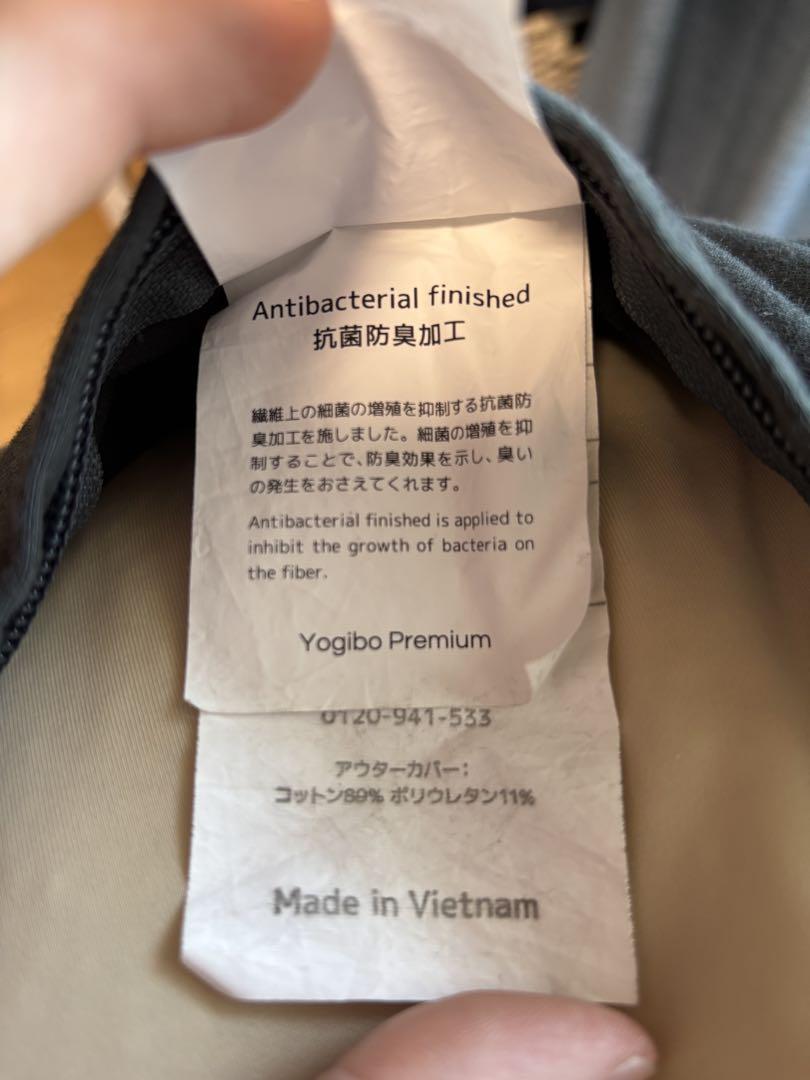 Antibacterial finished
抗菌防臭加工
繊維上の細菌の増殖を抑制する抗菌防
臭加工を施しました。細菌の増殖を抑
制することで、防臭効果を示し、臭い
の発生をおさえてくれます。
Antibacterial finished is applied to
inhibit the growth of bacteria on
the fiber.
Yogibo Premium
0120-941-533
アウターカバー：
コットン89% ポリウレタン11%
Made in Vietnam